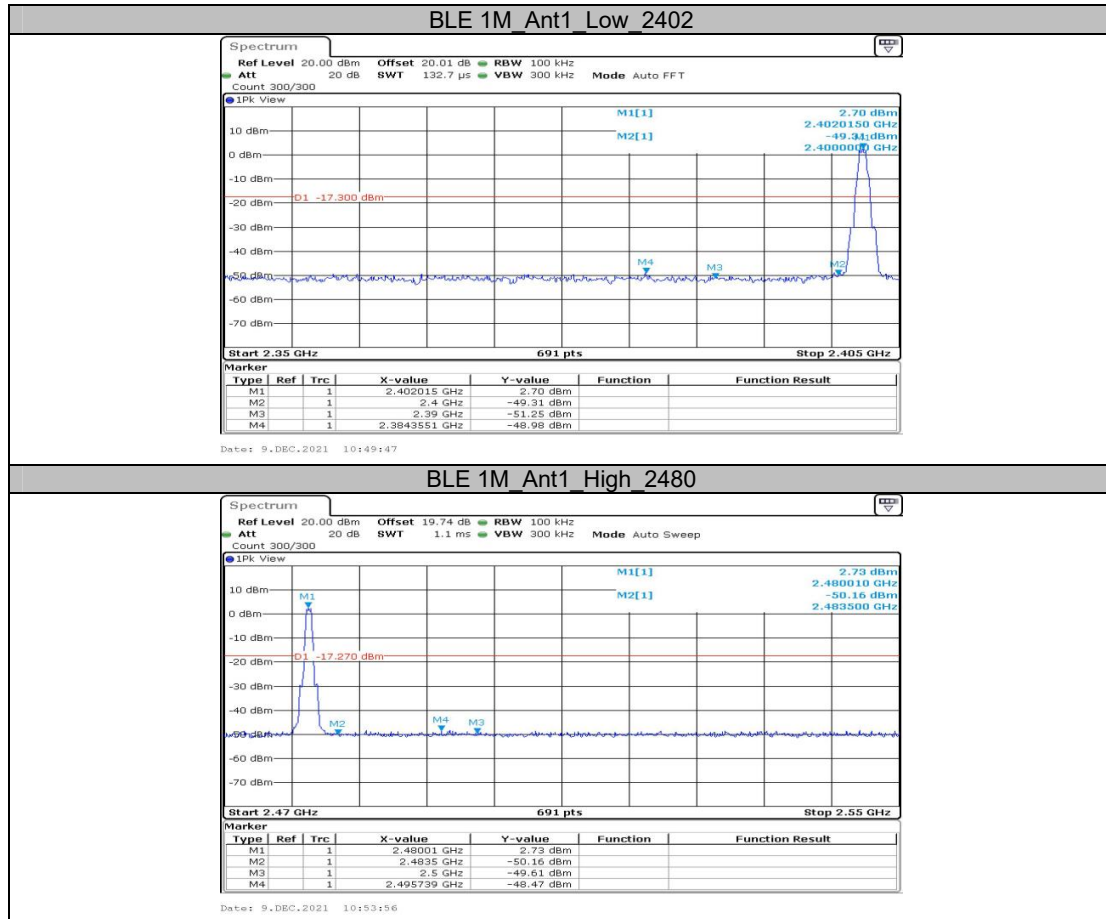 BLE 1M_Ant1_Low_2402
Spectrum
Ref Level 20.00 dBm Offset 20.01 dB RBW 100 kHz
Att 20 dB SWT 132.7 µs VBW 300 kHz Mode Auto FFT
Count 300/300
1Pk View
M1[1] 2.70 dBm
2.4020150 GHz
10 dBm
M2[1] -49.31 dBm
M1
2.4000000 GHz
0 dBm
-10 dBm
D1 -17.300 dBm
-20 dBm
-30 dBm
-40 dBm
M4 M3 M2
-50 dBm
-60 dBm
-70 dBm
Start 2.35 GHz 691 pts Stop 2.405 GHz
Marker
Type Ref Trc X-value Y-value Function Function Result
M1 1 2.402015 GHz 2.70 dBm
M2 1 2.4 GHz -49.31 dBm
M3 1 2.39 GHz -51.25 dBm
M4 1 2.3843551 GHz -48.98 dBm
Date: 9.DEC.2021 10:49:47
BLE 1M_Ant1_High_2480
Spectrum
Ref Level 20.00 dBm Offset 19.74 dB RBW 100 kHz
Att 20 dB SWT 1.1 ms VBW 300 kHz Mode Auto Sweep
Count 300/300
1Pk View
M1[1] 2.73 dBm
2.480010 GHz
10 dBm
M1 M2[1] -50.16 dBm
2.483500 GHz
0 dBm
-10 dBm
D1 -17.270 dBm
-20 dBm
-30 dBm
-40 dBm
M2 M4 M3
-50 dBm
-60 dBm
-70 dBm
Start 2.47 GHz 691 pts Stop 2.55 GHz
Marker
Type Ref Trc X-value Y-value Function Function Result
M1 1 2.48001 GHz 2.73 dBm
M2 1 2.4835 GHz -50.16 dBm
M3 1 2.5 GHz -49.61 dBm
M4 1 2.495739 GHz -48.47 dBm
Date: 9.DEC.2021 10:53:56